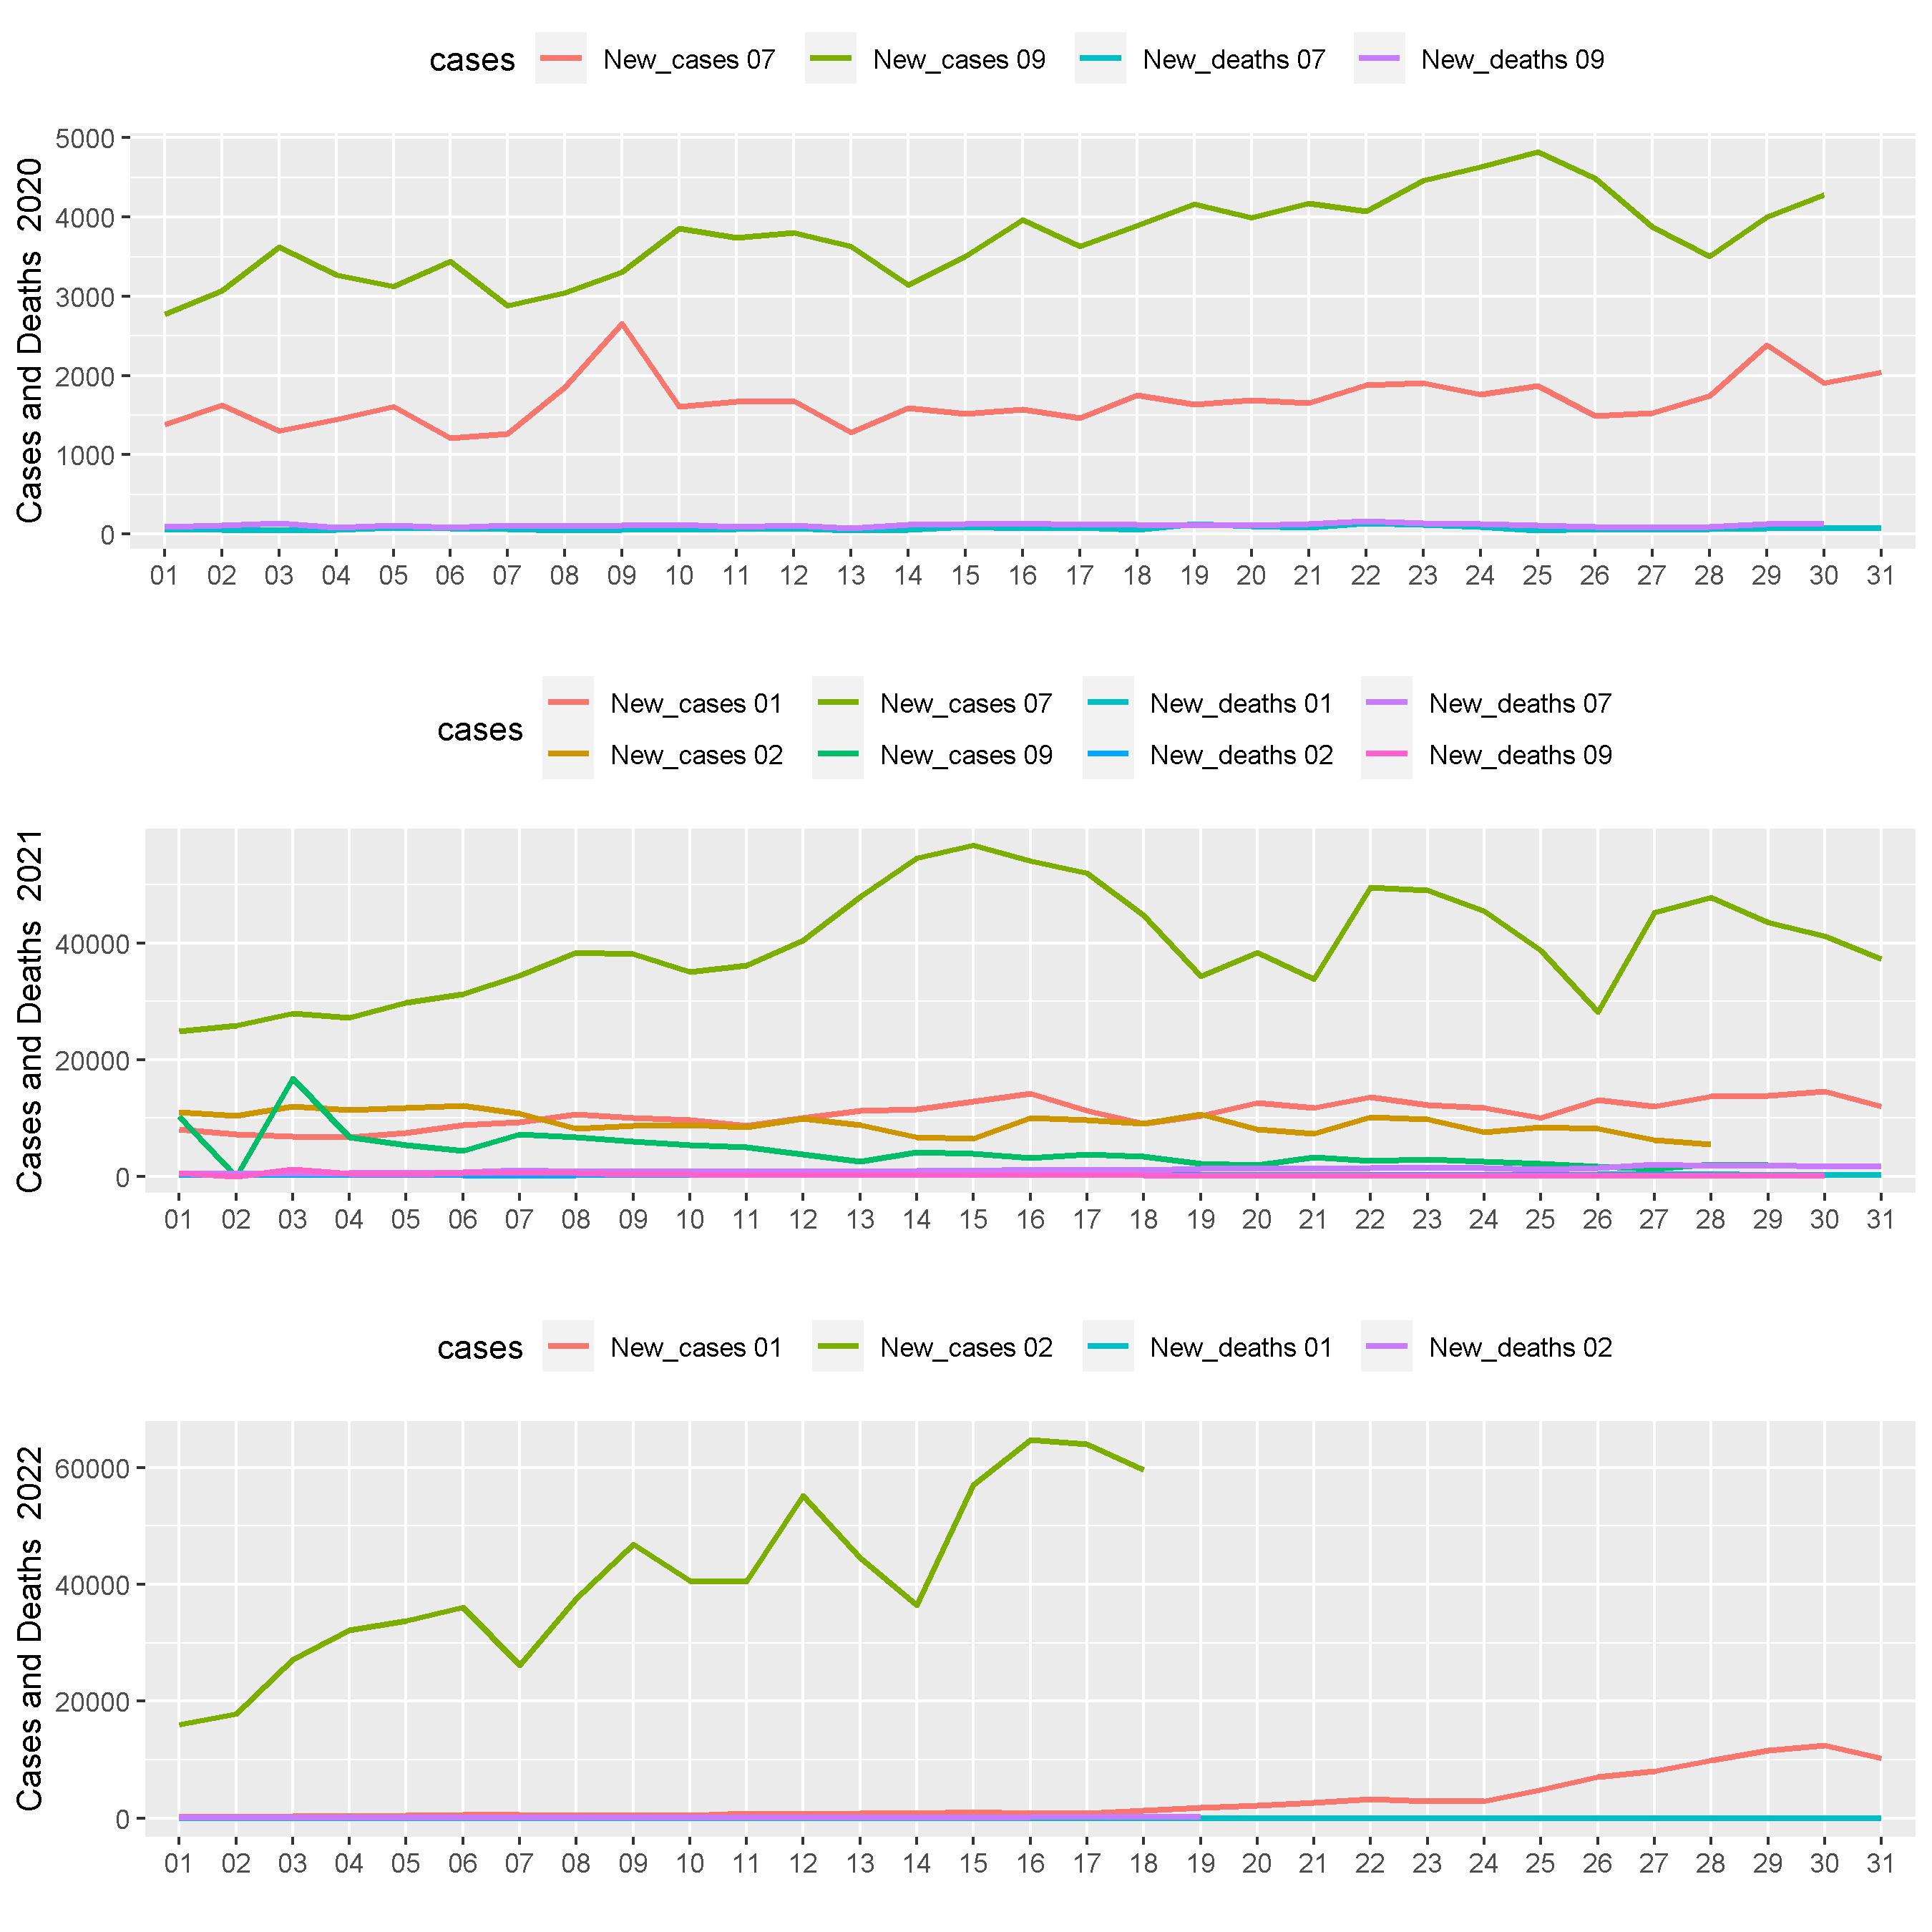 cases New_cases 07 New_cases 09 New_deaths 07 New_deaths 09
Cases and Deaths 2020
5000
4000
3000
2000
1000
0
01 02 03 04 05 06 07 08 09 10 11 12 13 14 15 16 17 18 19 20 21 22 23 24 25 26 27 28 29 30 31
cases
New_cases 01 New_cases 07 New_deaths 01 New_deaths 07
New_cases 02 New_cases 09 New_deaths 02 New_deaths 09
Cases and Deaths 2021
40000
20000
0
01 02 03 04 05 06 07 08 09 10 11 12 13 14 15 16 17 18 19 20 21 22 23 24 25 26 27 28 29 30 31
cases New_cases 01 New_cases 02 New_deaths 01 New_deaths 02
Cases and Deaths 2022
60000
40000
20000
0
01 02 03 04 05 06 07 08 09 10 11 12 13 14 15 16 17 18 19 20 21 22 23 24 25 26 27 28 29 30 31